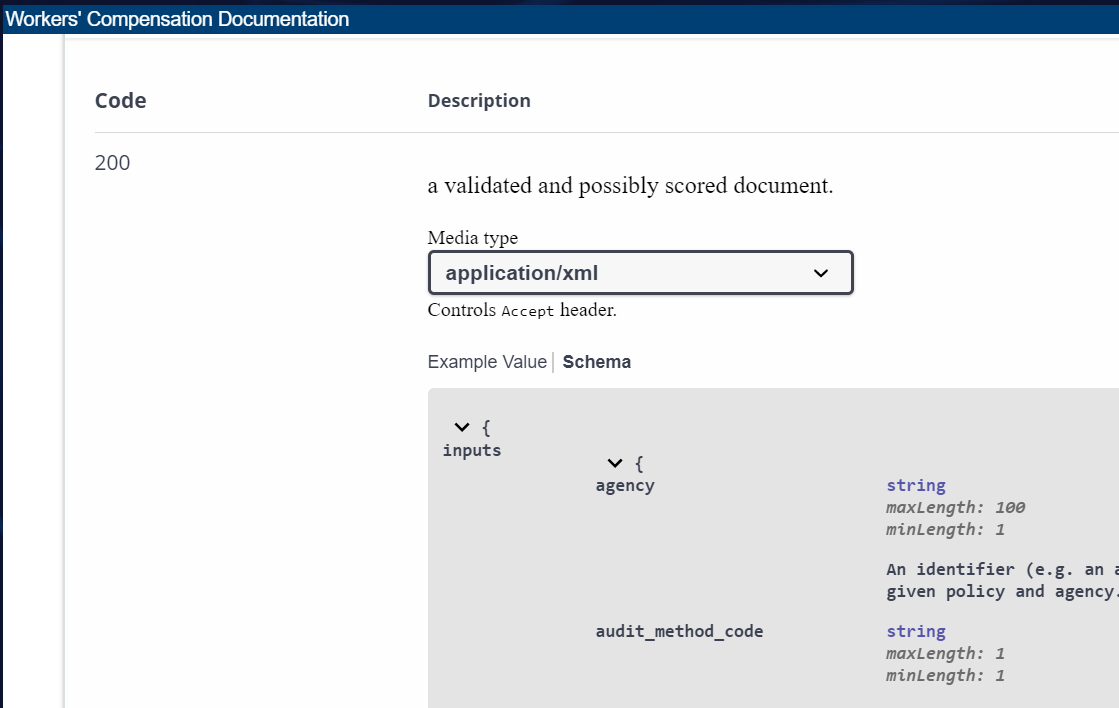 Workers' Compensation Documentation
Code Description
200
a validated and possibly scored document.
Media type
application/xml
Controls Accept header.
Example Value Schema
{
inputs
{
agency string
maxLength: 100
minLength: 1
An identifier (e.g. an
given policy and agency.
audit_method_code string
maxLength: 1
minLength: 1